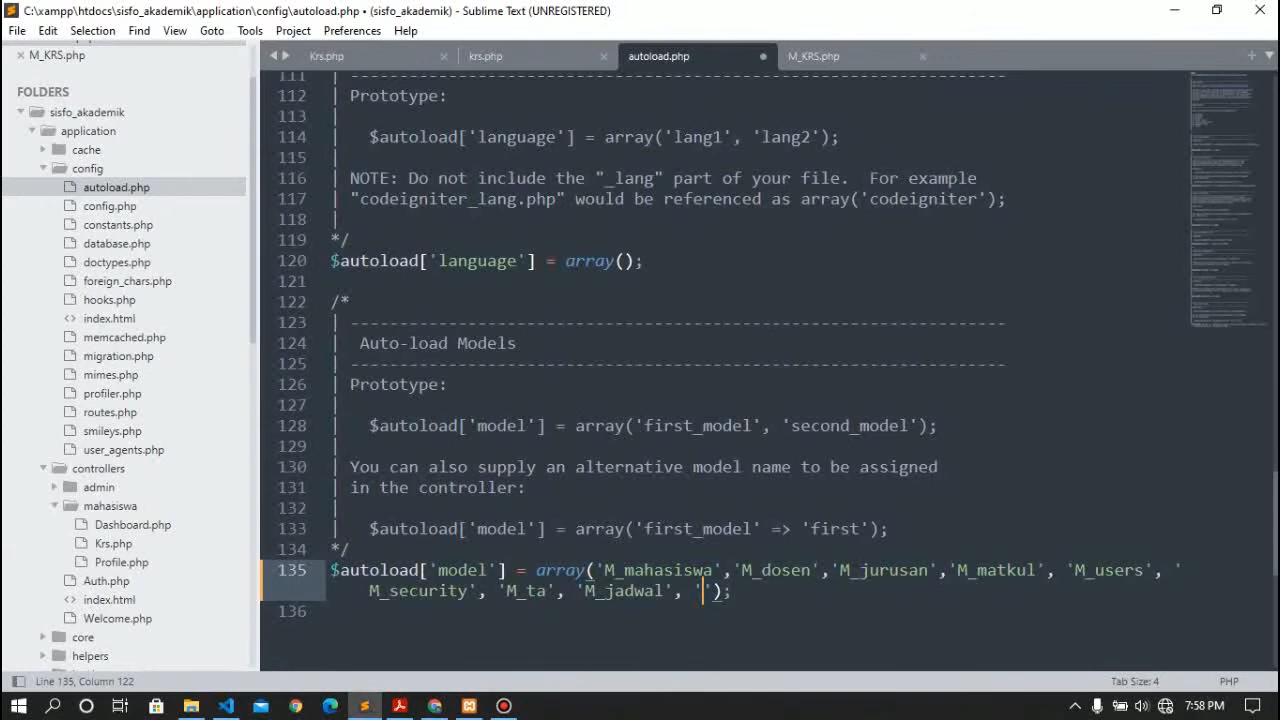 C:\xampp\htdocs\sisfo_akademik\application\config\autoload.php • (sisfo_akademik) - Sublime Text (UNREGISTERED)
File Edit Selection Find View Goto Tools Project Preferences Help
M_KRS.php
FOLDERS
sisfo_akademik
application
cache
config
autoload.php
config.php
constants.php
database.php
doctypes.php
foreign_chars.php
hooks.php
index.html
memcached.php
migration.php
mimes.php
profiler.php
routes.php
smileys.php
user_agents.php
controllers
admin
mahasiswa
Dashboard.php
Krs.php
Profile.php
Auth.php
index.html
Welcome.php
core
helpers
Krs.php krs.php autoload.php M_KRS.php
111 | -------------------------------------------------------------------
112 | Prototype:
113 |
114 | $autoload['language'] = array('lang1', 'lang2');
115 |
116 | NOTE: Do not include the "_lang" part of your file. For example
117 | "codeigniter_lang.php" would be referenced as array('codeigniter');
118 |
119 */
120 $autoload['language'] = array();
121
122 /*
123 | -------------------------------------------------------------------
124 | Auto-load Models
125 | -------------------------------------------------------------------
126 | Prototype:
127 |
128 | $autoload['model'] = array('first_model', 'second_model');
129 |
130 | You can also supply an alternative model name to be assigned
131 | in the controller:
132 |
133 | $autoload['model'] = array('first_model' => 'first');
134 */
135 $autoload['model'] = array('M_mahasiswa','M_dosen','M_jurusan','M_matkul', 'M_users', '
M_security', 'M_ta', 'M_jadwal', '');
136
Line 135, Column 122 Tab Size: 4 PHP
7:58 PM